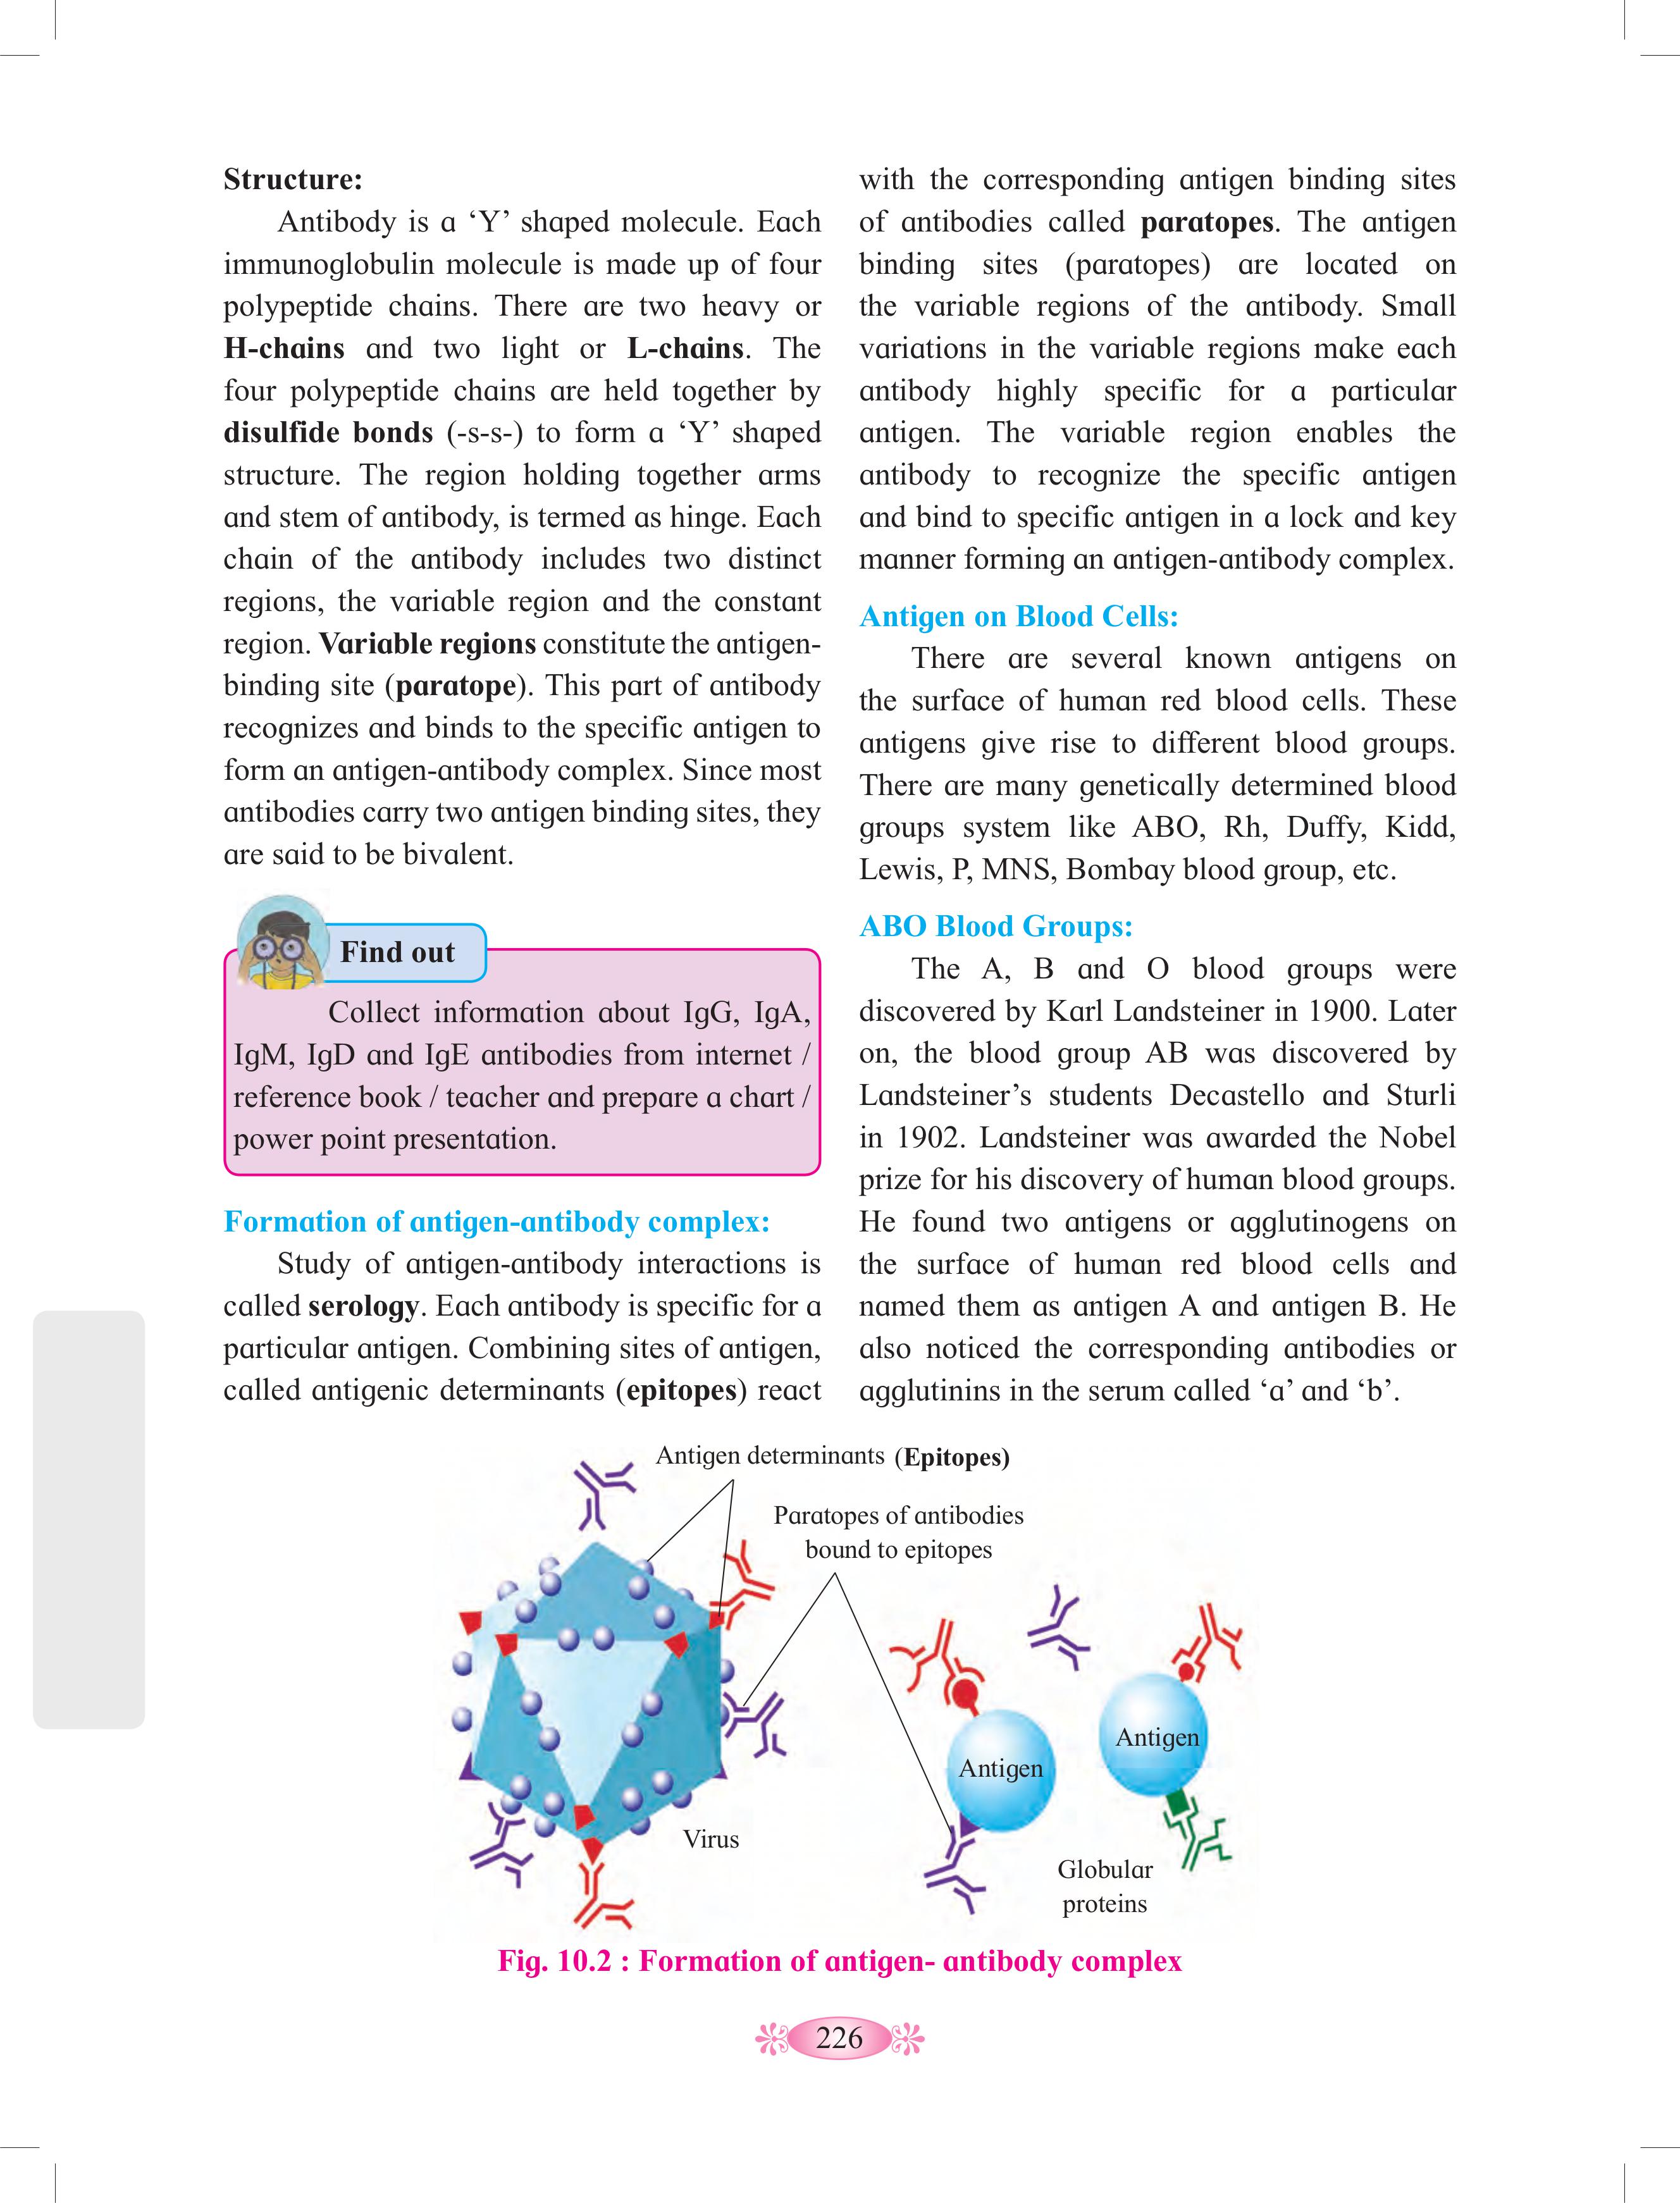 Structure:
Antibody is a ‘Y’ shaped molecule. Each
immunoglobulin molecule is made up of four
polypeptide chains. There are two heavy or
H-chains and two light or L-chains. The
four polypeptide chains are held together by
disulfide bonds (-s-s-) to form a ‘Y’ shaped
structure. The region holding together arms
and stem of antibody, is termed as hinge. Each
chain of the antibody includes two distinct
regions, the variable region and the constant
region. Variable regions constitute the antigen-
binding site (paratope). This part of antibody
recognizes and binds to the specific antigen to
form an antigen-antibody complex. Since most
antibodies carry two antigen binding sites, they
are said to be bivalent.
Find out
Collect information about IgG, IgA,
IgM, IgD and IgE antibodies from internet /
reference book / teacher and prepare a chart /
power point presentation.
Formation of antigen-antibody complex:
Study of antigen-antibody interactions is
called serology. Each antibody is specific for a
particular antigen. Combining sites of antigen,
called antigenic determinants (epitopes) react
with the corresponding antigen binding sites
of antibodies called paratopes. The antigen
binding sites (paratopes) are located on
the variable regions of the antibody. Small
variations in the variable regions make each
antibody highly specific for a particular
antigen. The variable region enables the
antibody to recognize the specific antigen
and bind to specific antigen in a lock and key
manner forming an antigen-antibody complex.
Antigen on Blood Cells:
There are several known antigens on
the surface of human red blood cells. These
antigens give rise to different blood groups.
There are many genetically determined blood
groups system like ABO, Rh, Duffy, Kidd,
Lewis, P, MNS, Bombay blood group, etc.
ABO Blood Groups:
The A, B and O blood groups were
discovered by Karl Landsteiner in 1900. Later
on, the blood group AB was discovered by
Landsteiner’s students Decastello and Sturli
in 1902. Landsteiner was awarded the Nobel
prize for his discovery of human blood groups.
He found two antigens or agglutinogens on
the surface of human red blood cells and
named them as antigen A and antigen B. He
also noticed the corresponding antibodies or
agglutinins in the serum called ‘a’ and ‘b’.
Antigen determinants (Epitopes)
Paratopes of antibodies
bound to epitopes
Antigen
Antigen
Virus
Globular
proteins
Fig. 10.2 : Formation of antigen- antibody complex
226